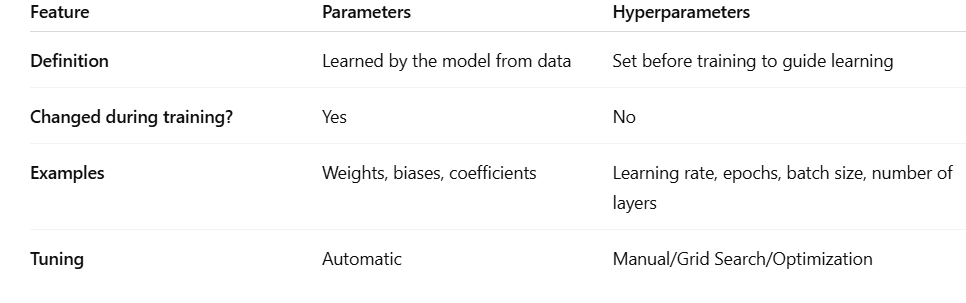 Feature Parameters Hyperparameters
Definition Learned by the model from data Set before training to guide learning
Changed during training? Yes No
Examples Weights, biases, coefficients Learning rate, epochs, batch size, number of
layers
Tuning Automatic Manual/Grid Search/Optimization